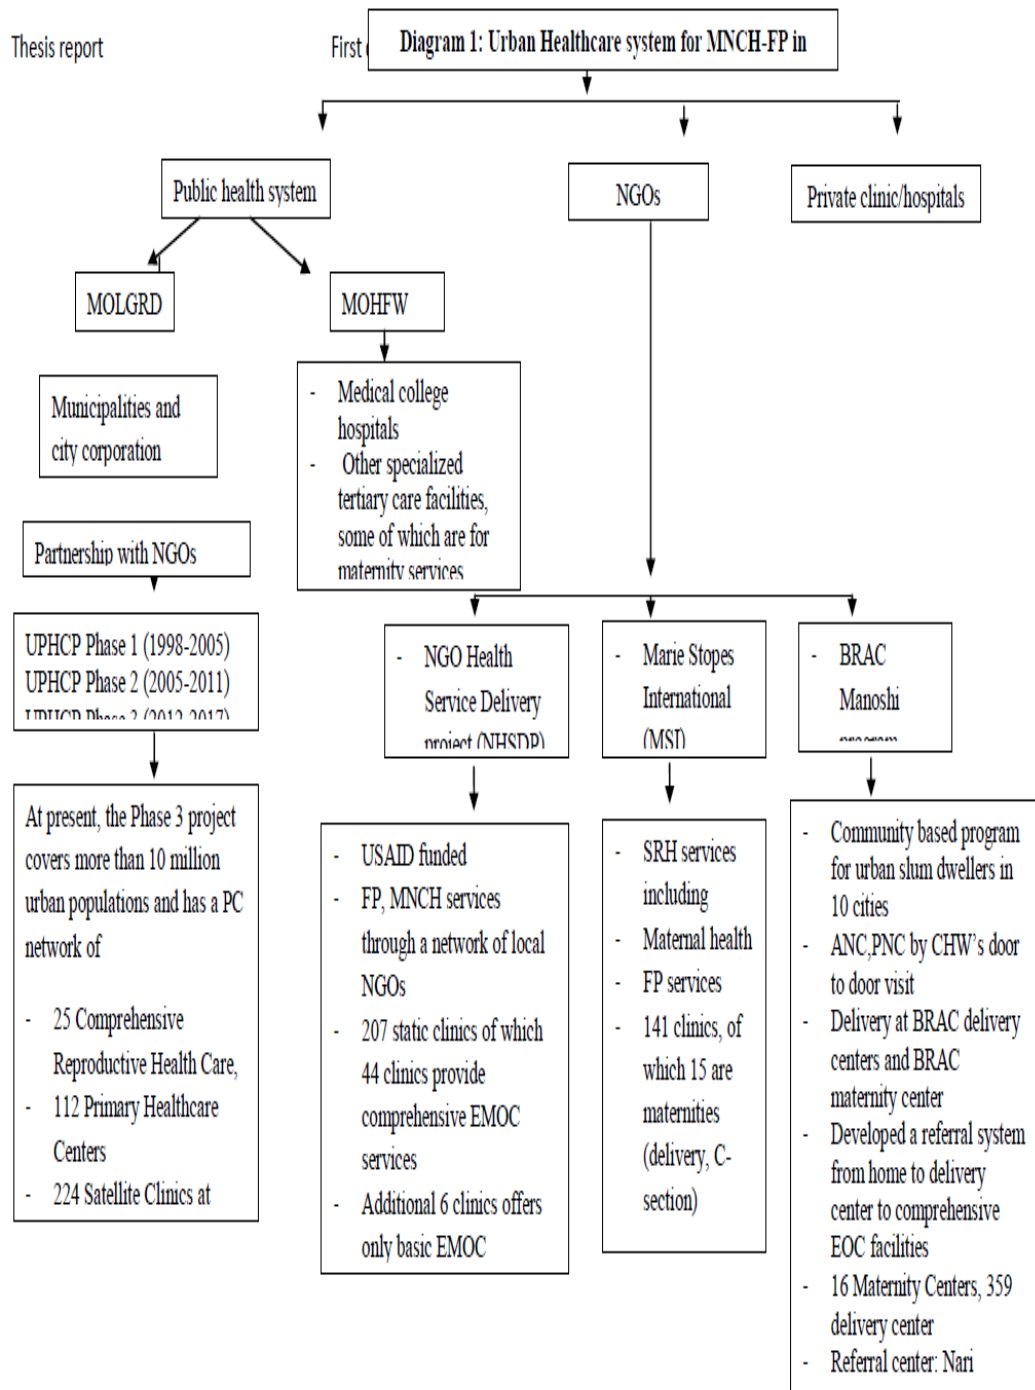 Thesis report
First
Diagram 1: Urban Healthcare system for MNCH-FP in
Public health system
NGOs
Private clinic/hospitals
MOLGRD
MOHFW
Municipalities and
city corporation
- Medical college
hospitals
- Other specialized
tertiary care facilities,
some of which are for
maternity services
Partnership with NGOs
UPHCP Phase 1 (1998-2005)
UPHCP Phase 2 (2005-2011)
UPHCP Phase 3 (2012-2017)
- NGO Health
Service Delivery
project (NHSDP)
- Marie Stopes
International
(MSI)
- BRAC
Manoshi
program
At present, the Phase 3 project
covers more than 10 million
urban populations and has a PC
network of
- 25 Comprehensive
Reproductive Health Care,
- 112 Primary Healthcare
Centers
- 224 Satellite Clinics at
- USAID funded
- FP, MNCH services
through a network of local
NGOs
- 207 static clinics of which
44 clinics provide
comprehensive EMOC
services
- Additional 6 clinics offers
only basic EMOC
- SRH services
including
- Maternal health
- FP services
- 141 clinics, of
which 15 are
maternities
(delivery, C-
section)
- Community based program
for urban slum dwellers in
10 cities
- ANC,PNC by CHW's door
to door visit
- Delivery at BRAC delivery
centers and BRAC
maternity center
- Developed a referral system
from home to delivery
center to comprehensive
EOC facilities
- 16 Maternity Centers, 359
delivery center
- Referral center: Nari